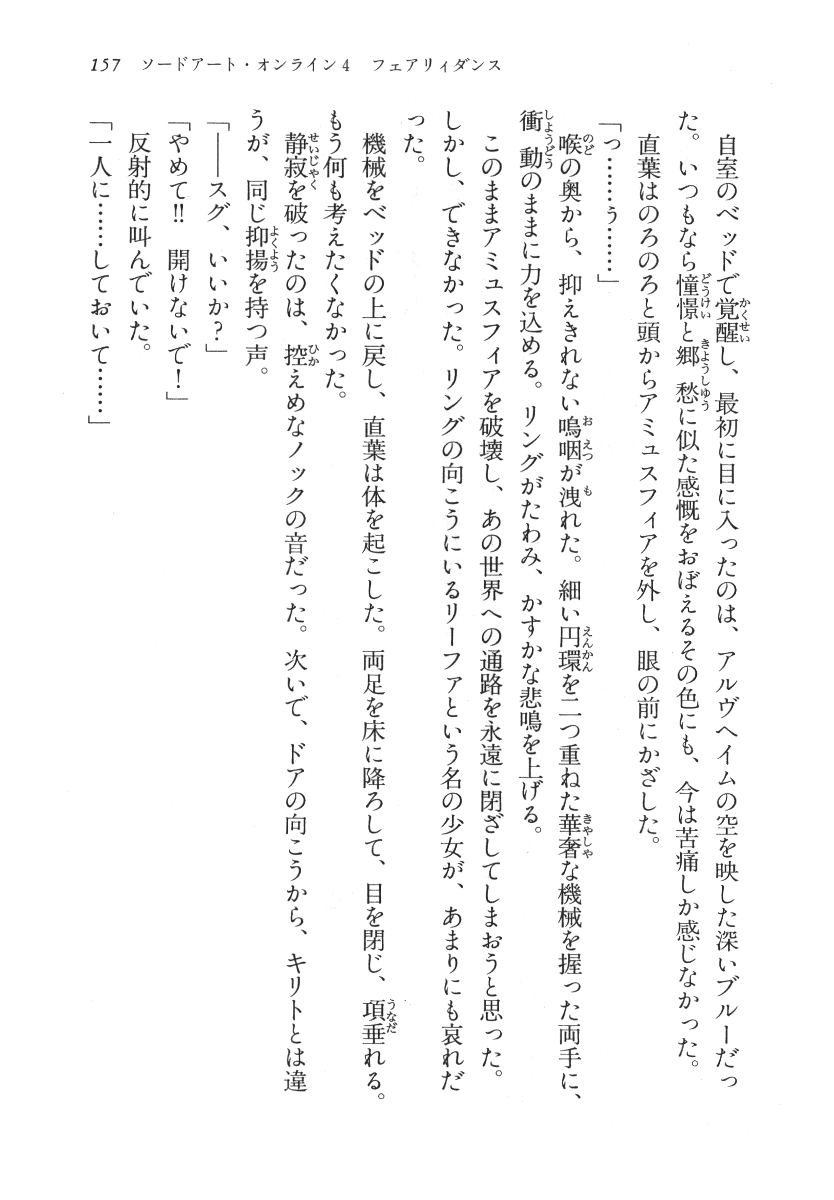 157　ソードアート・オンライン4　フェアリィダンス
　自室のベッドで覚醒し、最初に目に入ったのは、アルヴヘイムの空を映した深いブルーだっ
た。いつもなら憧憬と郷愁に似た感慨をおぼえるその色にも、今は苦痛しか感じなかった。
　直葉はのろのろと頭からアミュスフィアを外し、眼の前にかざした。
「っ……う……」
　喉の奥から、抑えきれない嗚咽が洩れた。細い円環を二つ重ねた華奢な機械を握った両手に、
衝動のままに力を込める。リングがたわみ、かすかな悲鳴を上げる。
　このままアミュスフィアを破壊し、あの世界への通路を永遠に閉ざしてしまおうと思った。
しかし、できなかった。リングの向こうにいるリーファという名の少女が、あまりにも哀れだ
った。
　機械をベッドの上に戻し、直葉は体を起こした。両足を床に降ろして、目を閉じ、項垂れる。
もう何も考えたくなかった。
　静寂を破ったのは、控えめなノックの音だった。次いで、ドアの向こうから、キリトとは違
うが、同じ抑揚を持つ声。
「――スグ、いいか？」
「やめて!!　開けないで！」
　反射的に叫んでいた。
「一人に……しておいて……」